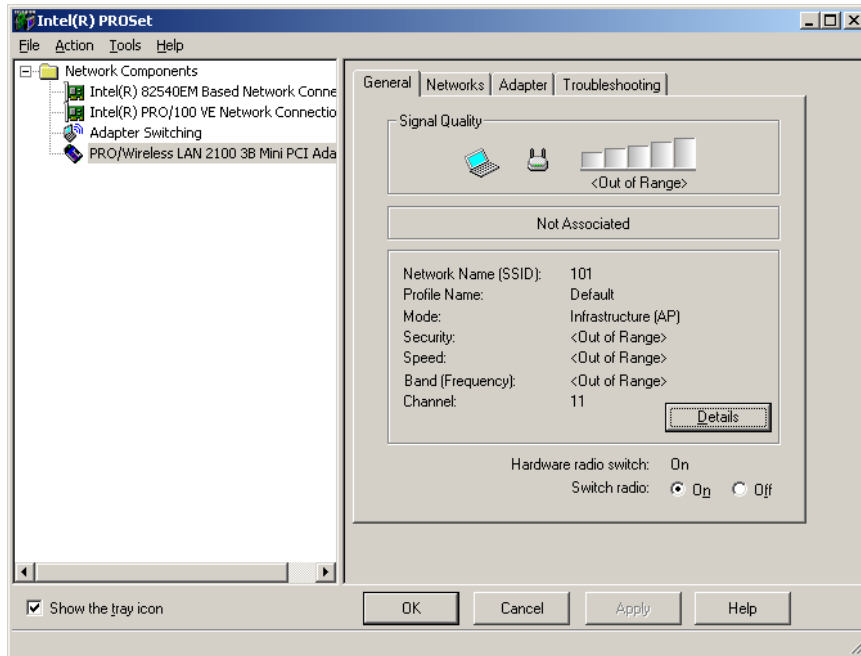 Intel(R) PROSet
File Action Tools Help
Network Components
Intel(R) 82540EM Based Network Conne
Intel(R) PRO/100 VE Network Connectio
Adapter Switching
PRO/Wireless LAN 2100 3B Mini PCI Ada
General Networks Adapter Troubleshooting
Signal Quality
<Out of Range>
Not Associated
Network Name (SSID): 101
Profile Name: Default
Mode: Infrastructure (AP)
Security: <Out of Range>
Speed: <Out of Range>
Band (Frequency): <Out of Range>
Channel: 11
Details
Hardware radio switch: On
Switch radio: On Off
Show the tray icon
OK Cancel Apply Help